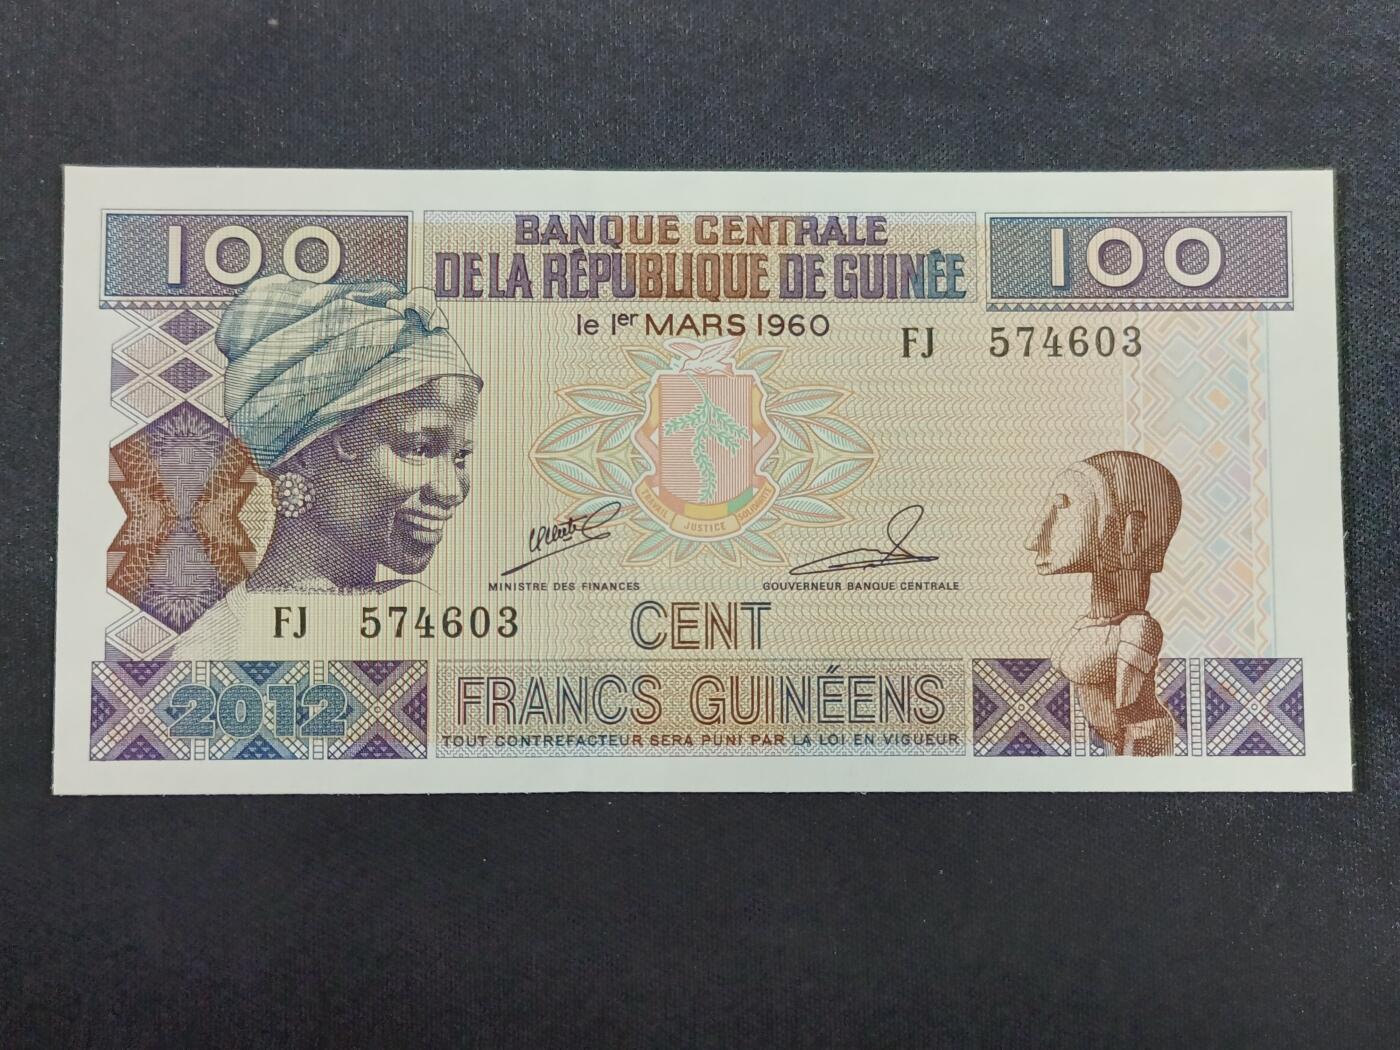 100
BANQUE CENTRALE
DE LA RÉPUBLIQUE DE GUINÉE
100
le 1er MARS 1960
FJ 574603
TRAVAIL JUSTICE SOLIDARITÉ
MINISTRE DES FINANCES
GOUVERNEUR BANQUE CENTRALE
FJ 574603
CENT
FRANCS GUINÉENS
2012
TOUT CONTREFACTEUR SERA PUNI PAR LA LOI EN VIGUEUR